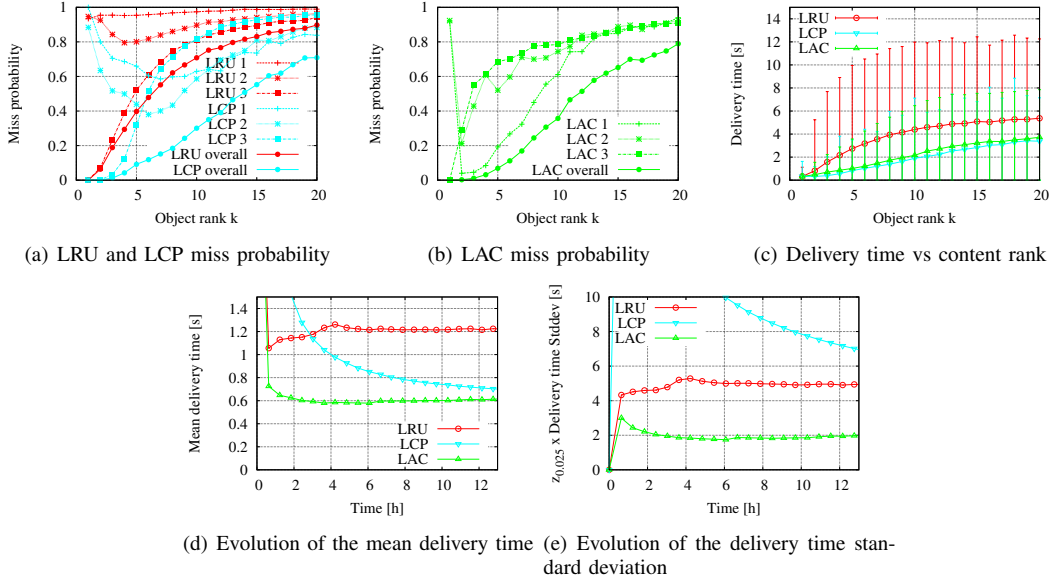 Miss probability
1
0.8
0.6
0.4
0.2
0
0
5
10
15
20
Object rank k
LRU 1
LRU 2
LRU 3
LCP 1
LCP 2
LCP 3
LRU overall
LCP overall
(a) LRU and LCP miss probability
Miss probability
1
0.8
0.6
0.4
0.2
0
0
5
10
15
20
Object rank k
LAC 1
LAC 2
LAC 3
LAC overall
(b) LAC miss probability
Delivery time [s]
15
14
12
10
8
6
4
2
0
0
5
10
15
20
Object rank k
LRU
LCP
LAC
(c) Delivery time vs content rank
Mean delivery time [s]
1.4
1.2
1
0.8
0.6
0.4
0.2
0
0
2
4
6
8
10
12
Time [h]
LRU
LCP
LAC
(d) Evolution of the mean delivery time
z0.025 x Delivery time Stddev [s]
10
8
6
4
2
0
0
2
4
6
8
10
12
Time [h]
LRU
LCP
LAC
(e) Evolution of the delivery time stan-
dard deviation